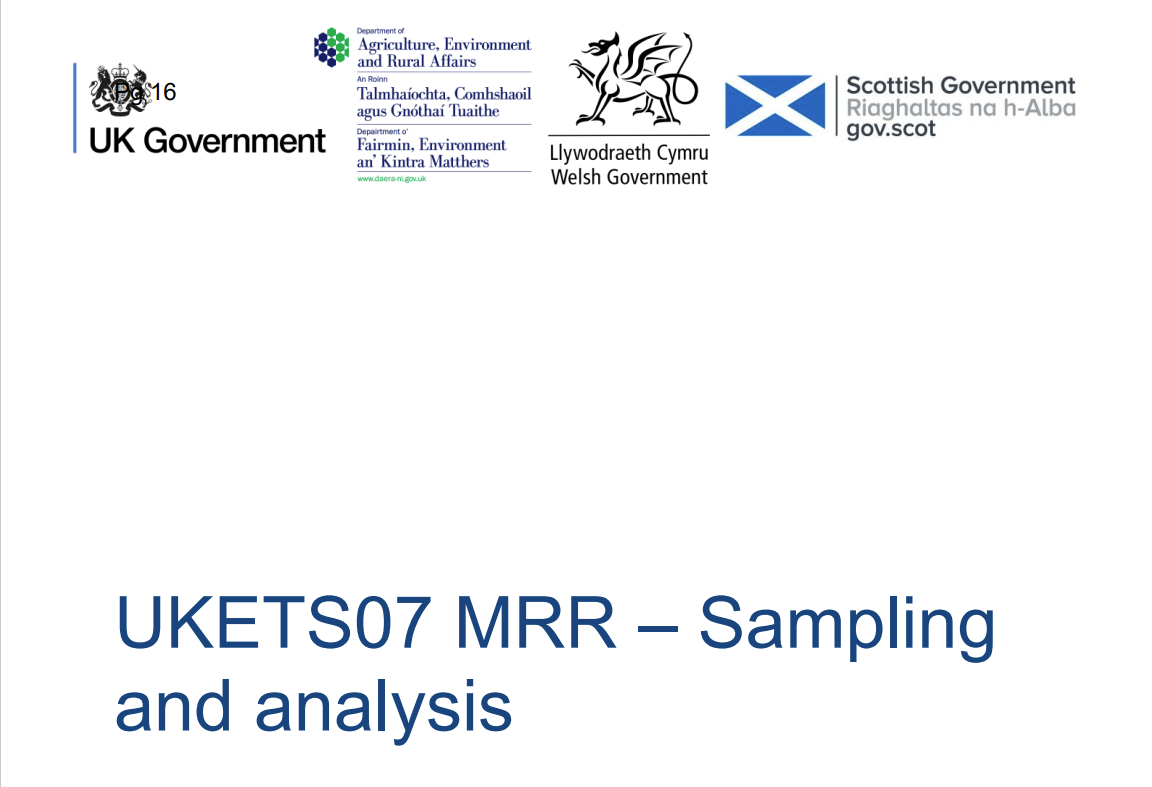 Pg 16
UK Government
Department of
Agriculture, Environment
and Rural Affairs
An Roinn
Talmhaíochta, Comhshaoil
agus Gnóthaí Tuaithe
Depairtment o'
Fairmin, Environment
an' Kintra Matthers
www.daera-ni.gov.uk
Llywodraeth Cymru
Welsh Government
Scottish Government
Riaghaltas na h-Alba
gov.scot
UKETS07 MRR – Sampling
and analysis